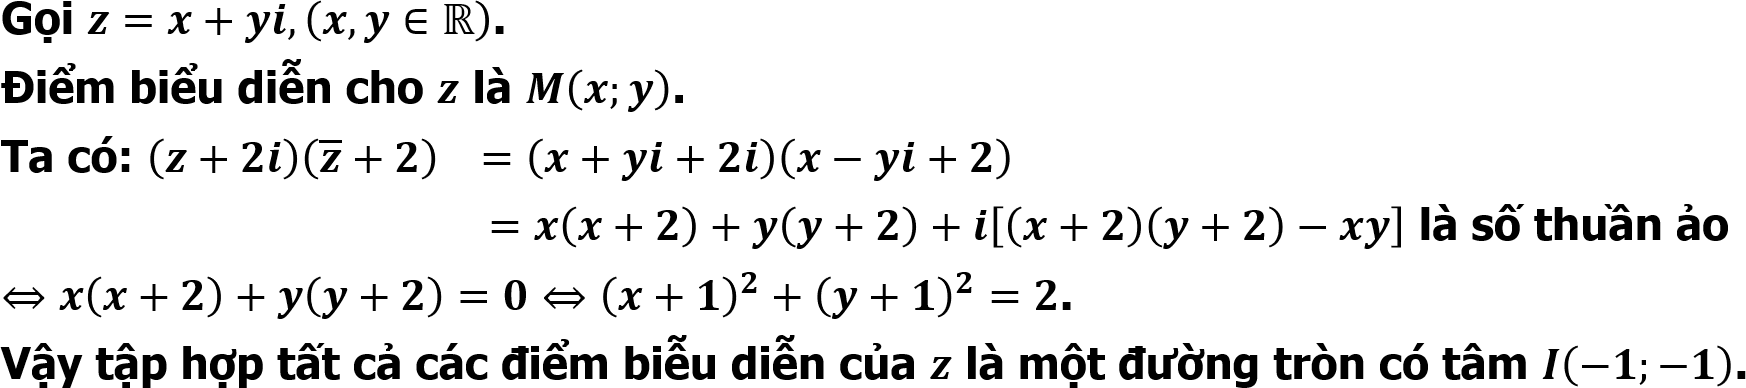 Gọi z = x + yi, (x, y ∈ ℝ).
Điểm biểu diễn cho z là M(x; y).
Ta có: (z + 2i)(z̅ + 2) = (x + yi + 2i)(x − yi + 2)
= x(x + 2) + y(y + 2) + i[(x + 2)(y + 2) − xy] là số thuần ảo
⇔ x(x + 2) + y(y + 2) = 0 ⇔ (x + 1)² + (y + 1)² = 2.
Vậy tập hợp tất cả các điểm biễu diễn của z là một đường tròn có tâm I(−1; −1).